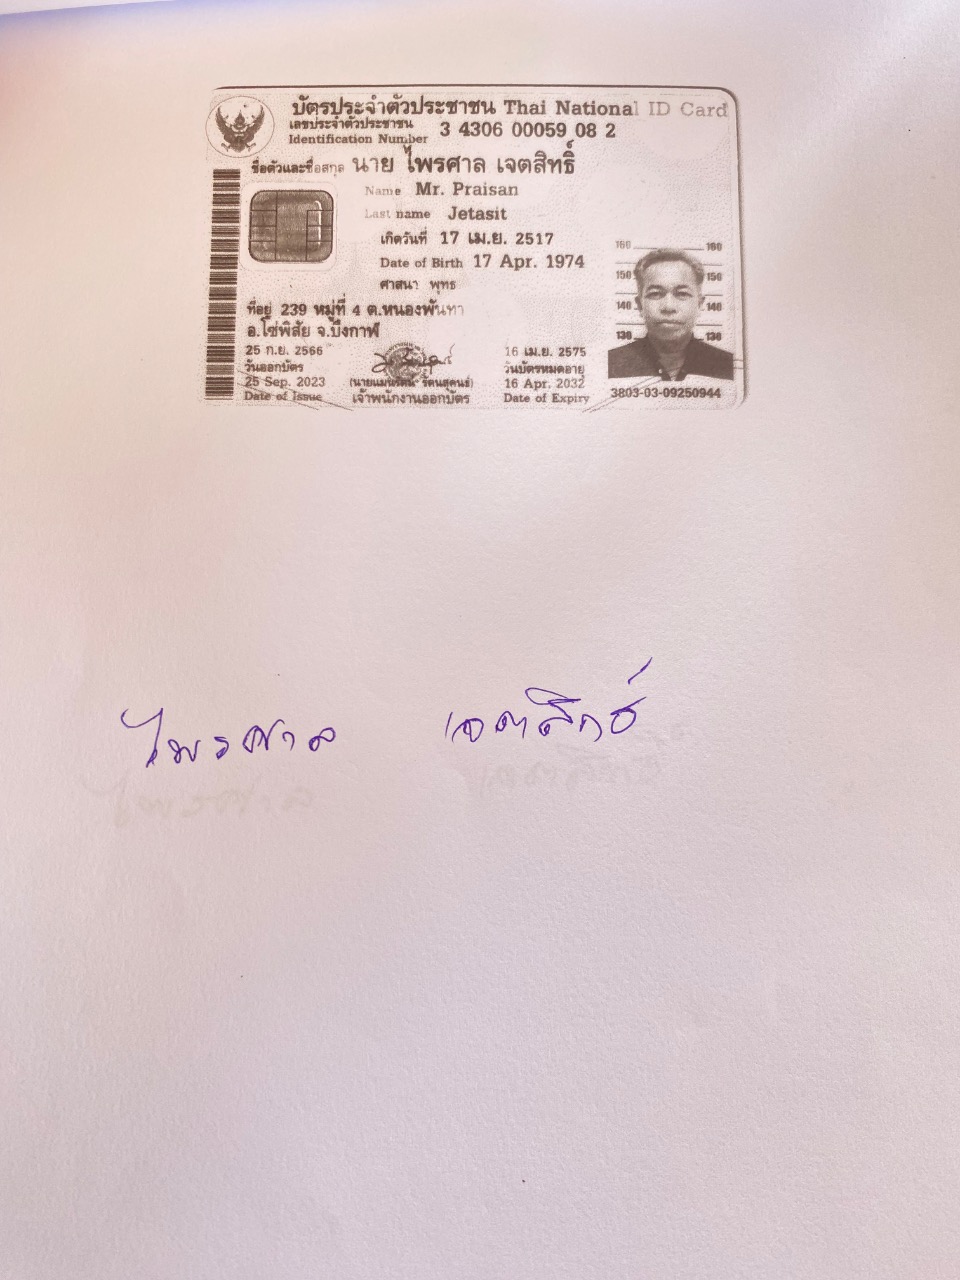 บัตรประจำตัวประชาชน Thai National ID Card
เลขประจำตัวประชาชน
Identification Number 3 4306 00059 08 2
ชื่อตัวและชื่อสกุล นาย ไพรศาล เจตสิทธิ์
Name Mr. Praisan
Last name Jetasit
เกิดวันที่ 17 เม.ย. 2517
Date of Birth 17 Apr. 1974
ศาสนา พุทธ
ที่อยู่ 239 หมู่ที่ 4 ต.หนองพันทา
อ.โซ่พิสัย จ.บึงกาฬ
25 ก.ย. 2566
วันออกบัตร
25 Sep. 2023
Date of Issue
เจ้าพนักงานออกบัตร
16 เม.ย. 2575
วันบัตรหมดอายุ
16 Apr. 2032
Date of Expiry
160 160
150 150
140 140
130 130
3803-03-09250944
ไพรศาล เจตสิทธิ์